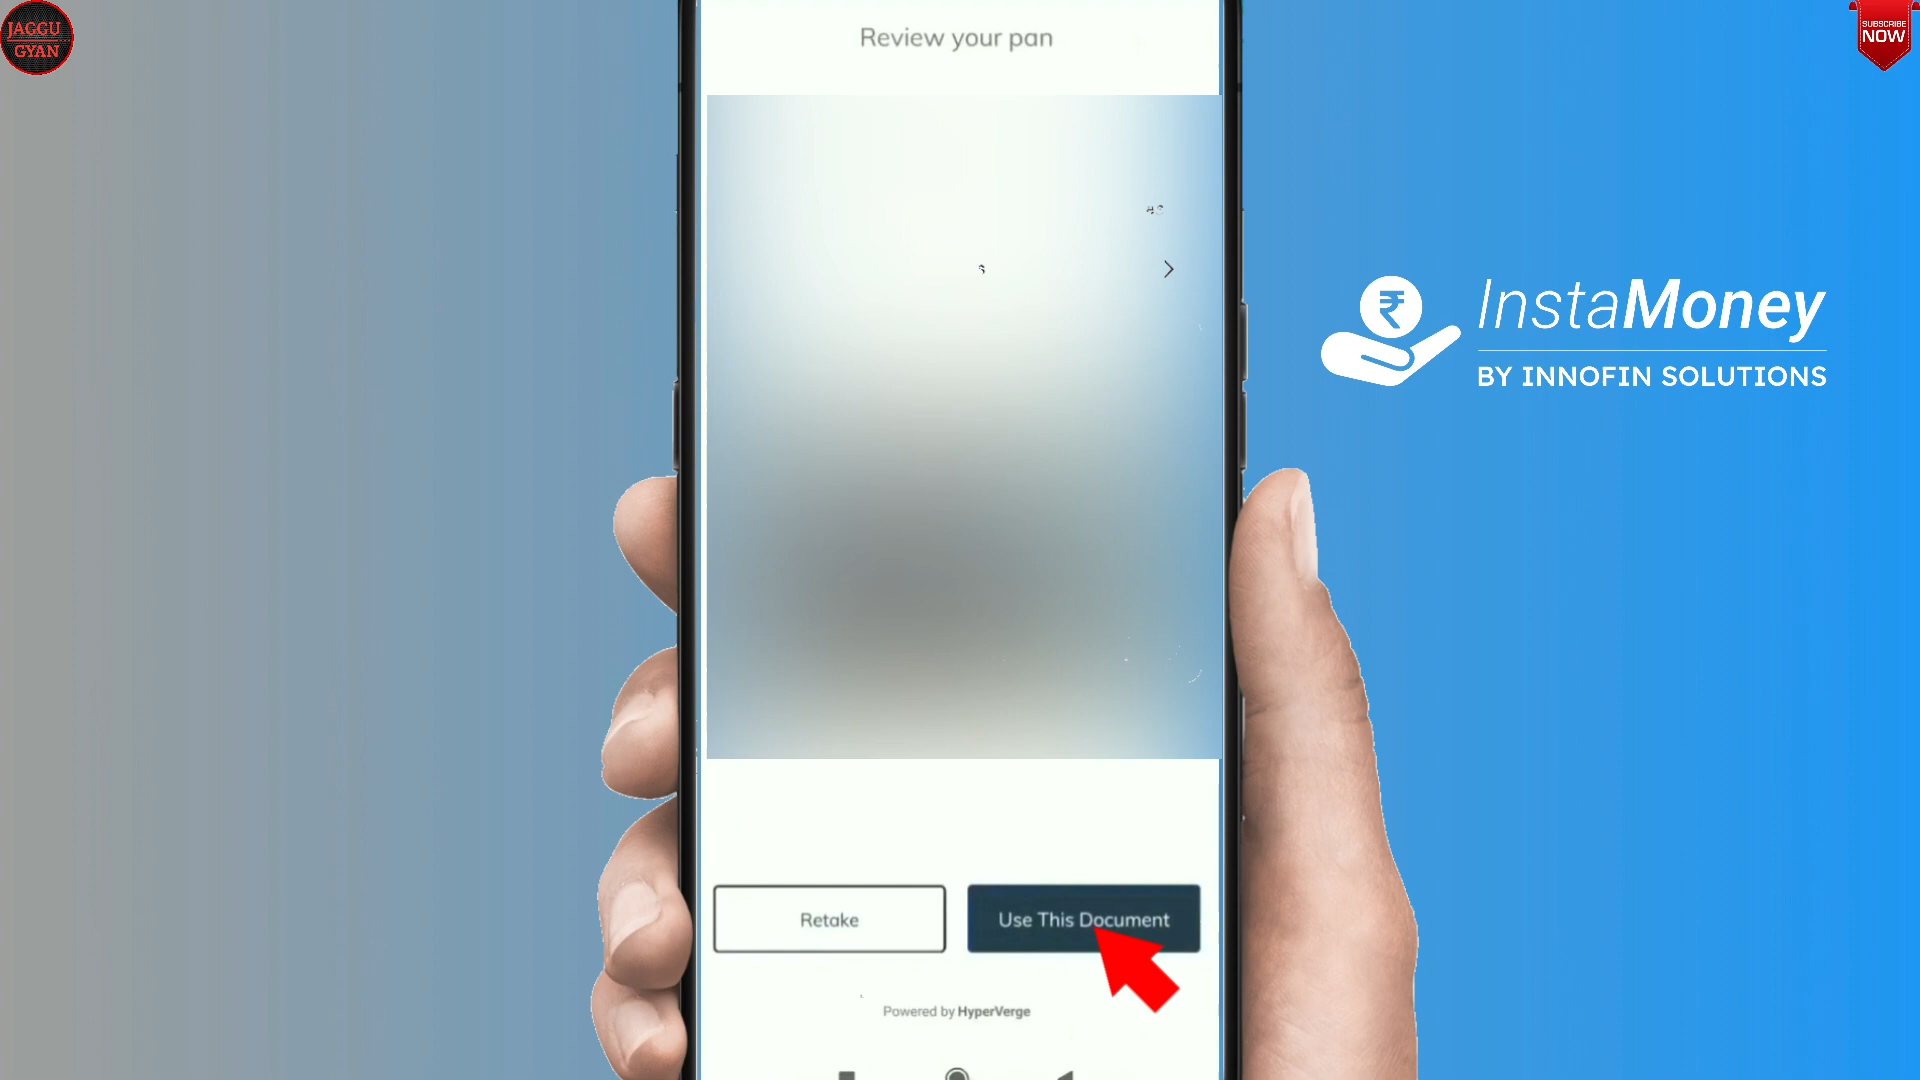 JAGGU
GYAN
SUBSCRIBE
NOW
Review your pan
InstaMoney
BY INNOFIN SOLUTIONS
Retake
Use This Document
Powered by HyperVerge